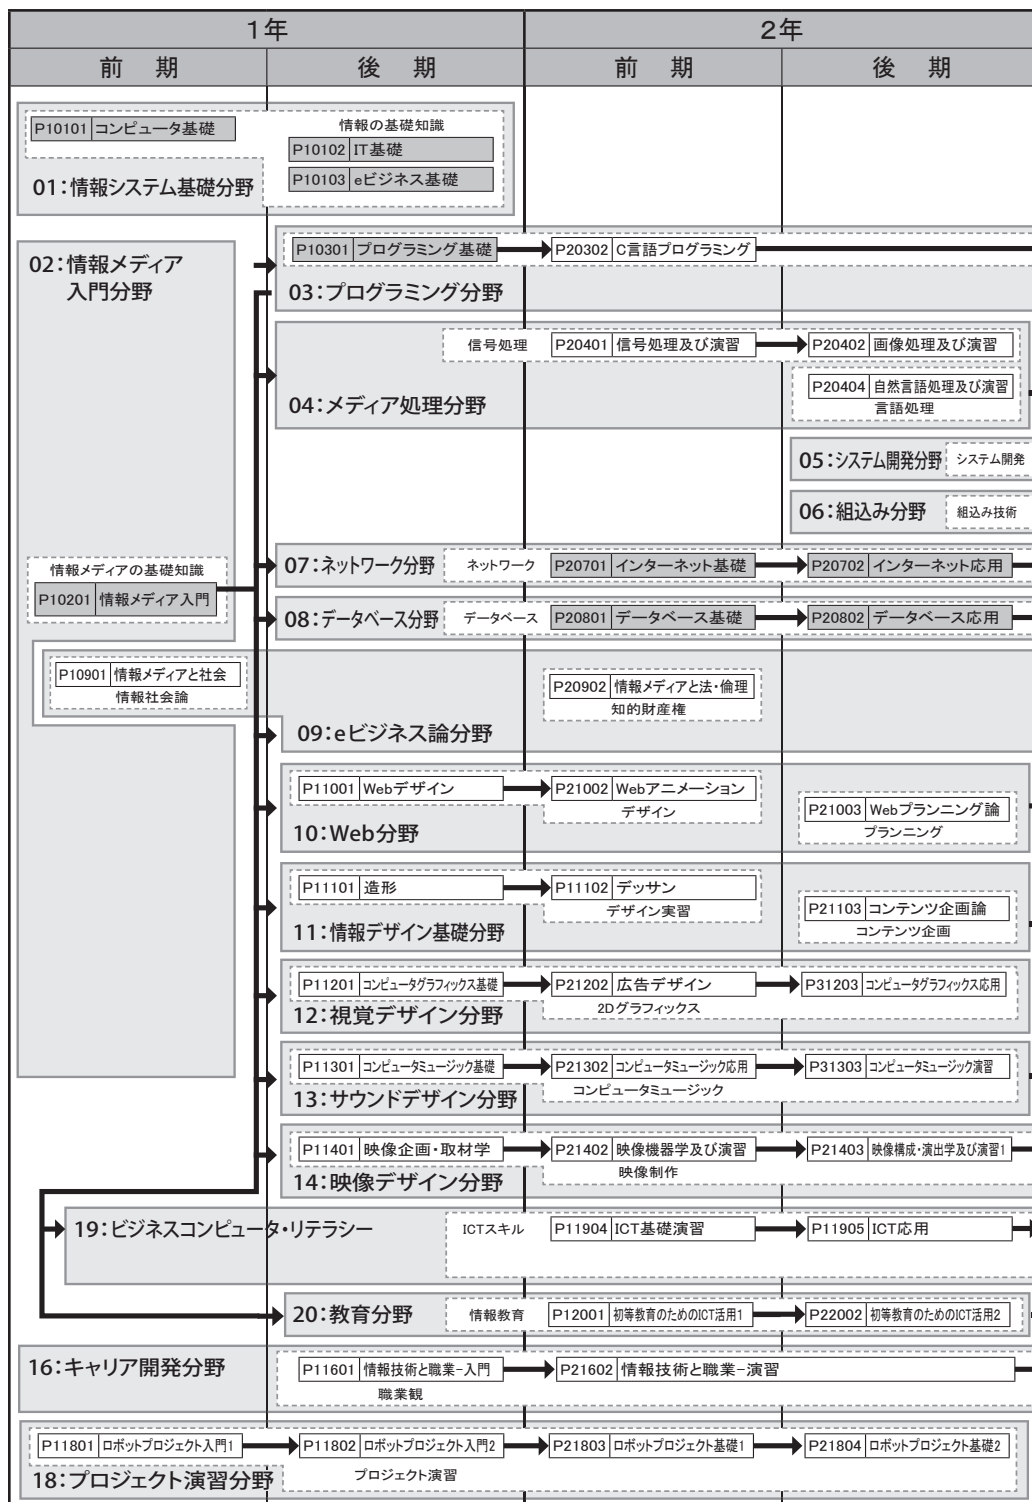 1年
2年
前 期
後 期
前 期
後 期
P10101 コンピュータ基礎
情報の基礎知識
P10102 IT基礎
P10103 eビジネス基礎
01：情報システム基礎分野
02：情報メディア
入門分野
P10301 プログラミング基礎
P20302 C言語プログラミング
03：プログラミング分野
信号処理
P20401 信号処理及び演習
P20402 画像処理及び演習
P20404 自然言語処理及び演習
言語処理
04：メディア処理分野
05：システム開発分野
システム開発
06：組込み分野
組込み技術
情報メディアの基礎知識
P10201 情報メディア入門
07：ネットワーク分野
ネットワーク
P20701 インターネット基礎
P20702 インターネット応用
08：データベース分野
データベース
P20801 データベース基礎
P20802 データベース応用
P10901 情報メディアと社会
情報社会論
P20902 情報メディアと法・倫理
知的財産権
09：eビジネス論分野
P11001 Webデザイン
P21002 Webアニメーション
デザイン
P21003 Webプランニング論
プランニング
10：Web分野
P11101 造形
P11102 デッサン
デザイン実習
P21103 コンテンツ企画論
コンテンツ企画
11：情報デザイン基礎分野
P11201 コンピュータグラフィックス基礎
P21202 広告デザイン
P31203 コンピュータグラフィックス応用
2Dグラフィックス
12：視覚デザイン分野
P11301 コンピュータミュージック基礎
P21302 コンピュータミュージック応用
P31303 コンピュータミュージック演習
コンピュータミュージック
13：サウンドデザイン分野
P11401 映像企画・取材学
P21402 映像機器学及び演習
P21403 映像構成・演出学及び演習1
映像制作
14：映像デザイン分野
19：ビジネスコンピュータ・リテラシー
ICTスキル
P11904 ICT基礎演習
P11905 ICT応用
20：教育分野
情報教育
P12001 初等教育のためのICT活用1
P22002 初等教育のためのICT活用2
16：キャリア開発分野
P11601 情報技術と職業−入門
P21602 情報技術と職業−演習
職業観
P11801 ロボットプロジェクト入門1
P11802 ロボットプロジェクト入門2
P21803 ロボットプロジェクト基礎1
P21804 ロボットプロジェクト基礎2
プロジェクト演習
18：プロジェクト演習分野